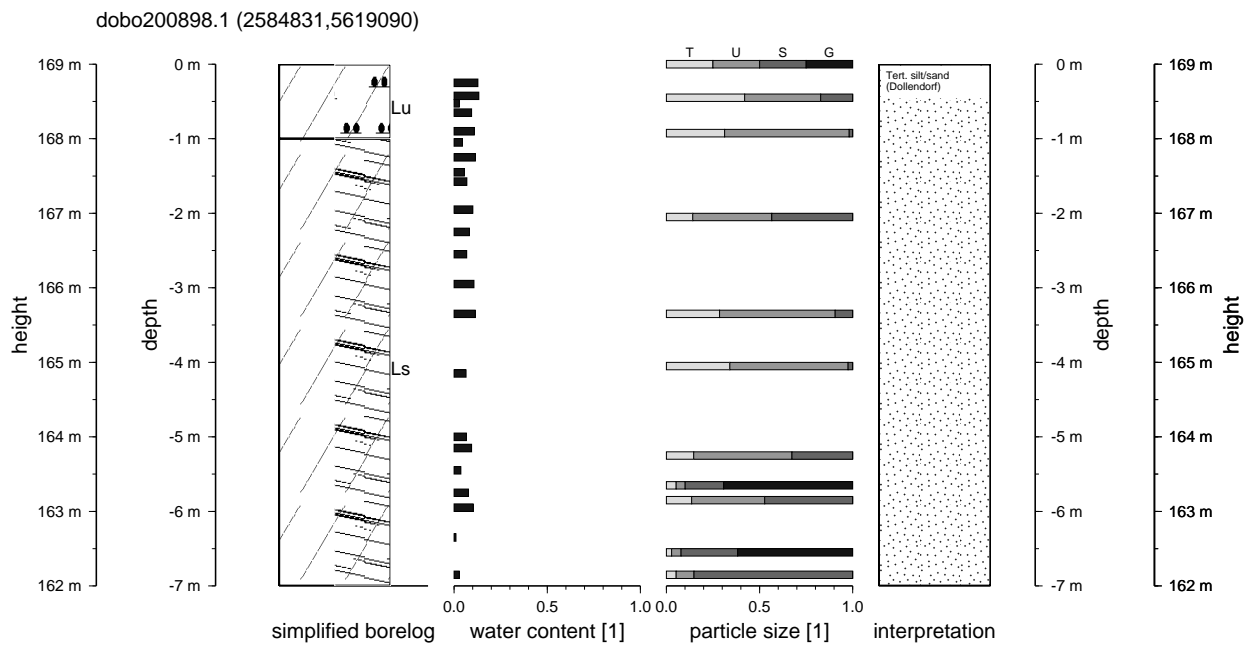 dobo200898.1 (2584831,5619090)
T U S G
169 m
168 m
167 m
166 m
165 m
164 m
163 m
162 m
height
0 m
-1 m
-2 m
-3 m
-4 m
-5 m
-6 m
-7 m
depth
Lu
Ls
simplified borelog
0.0 0.5 1.0
water content [1]
0.0 0.5 1.0
particle size [1]
Tert. silt/sand
(Dollendorf)
interpretation
0 m
-1 m
-2 m
-3 m
-4 m
-5 m
-6 m
-7 m
depth
169 m
168 m
167 m
166 m
165 m
164 m
163 m
162 m
height